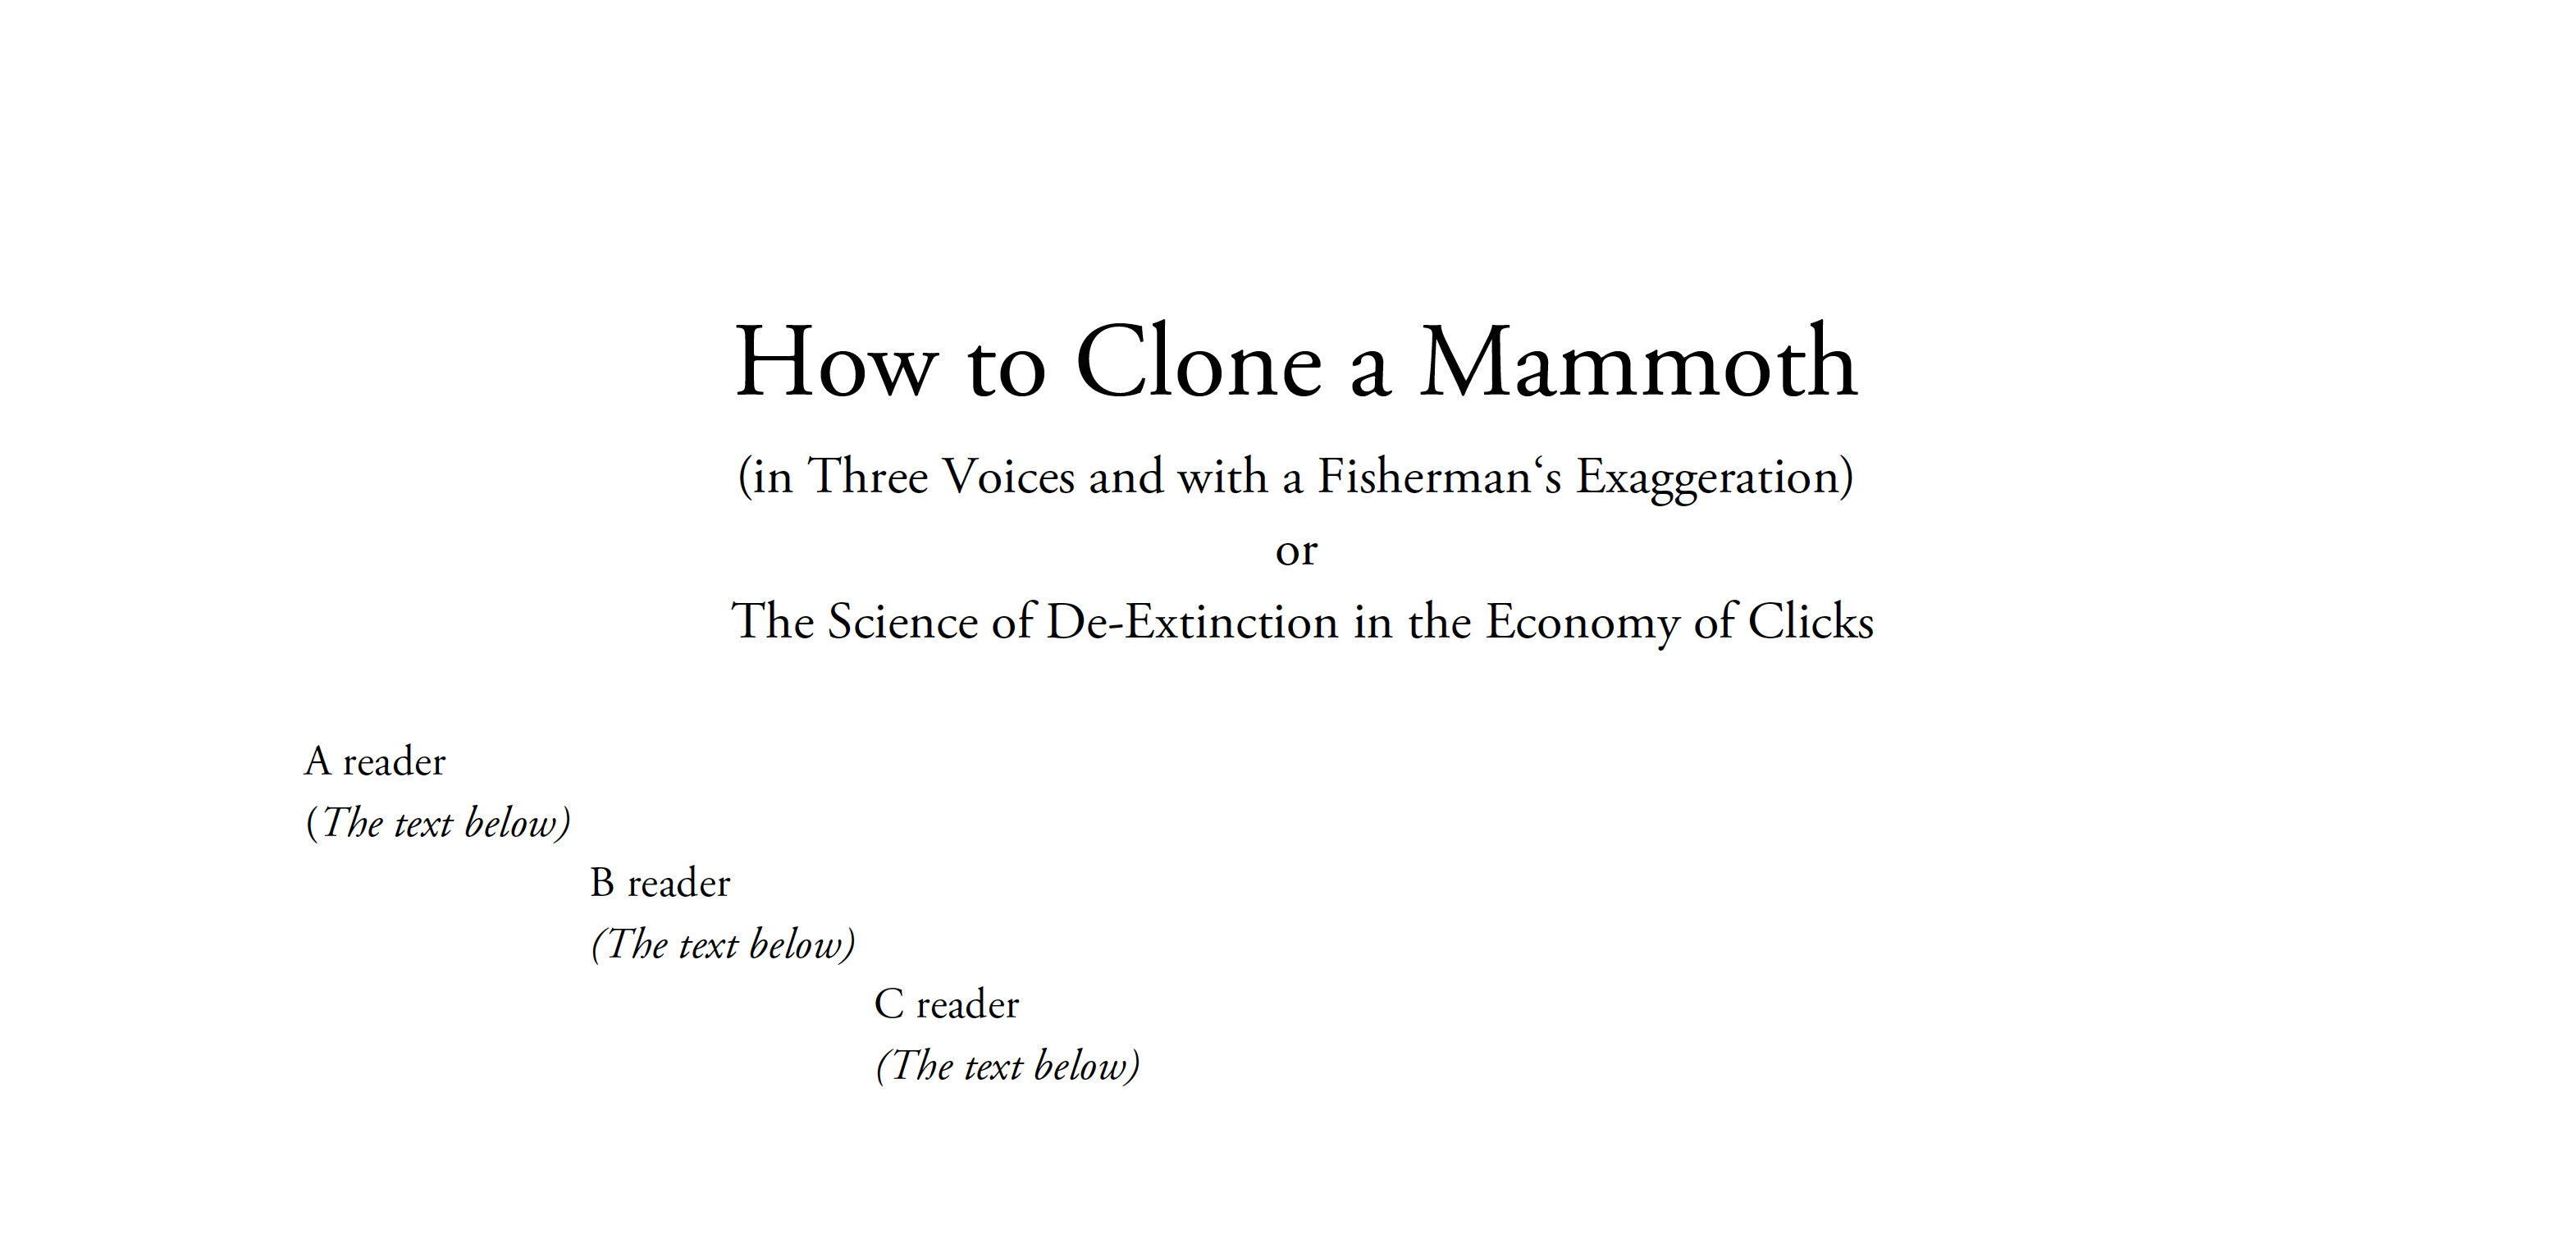 How to Clone a Mammoth
(in Three Voices and with a Fisherman‘s Exaggeration)
or
The Science of De-Extinction in the Economy of Clicks
A reader
(The text below)
B reader
(The text below)
C reader
(The text below)